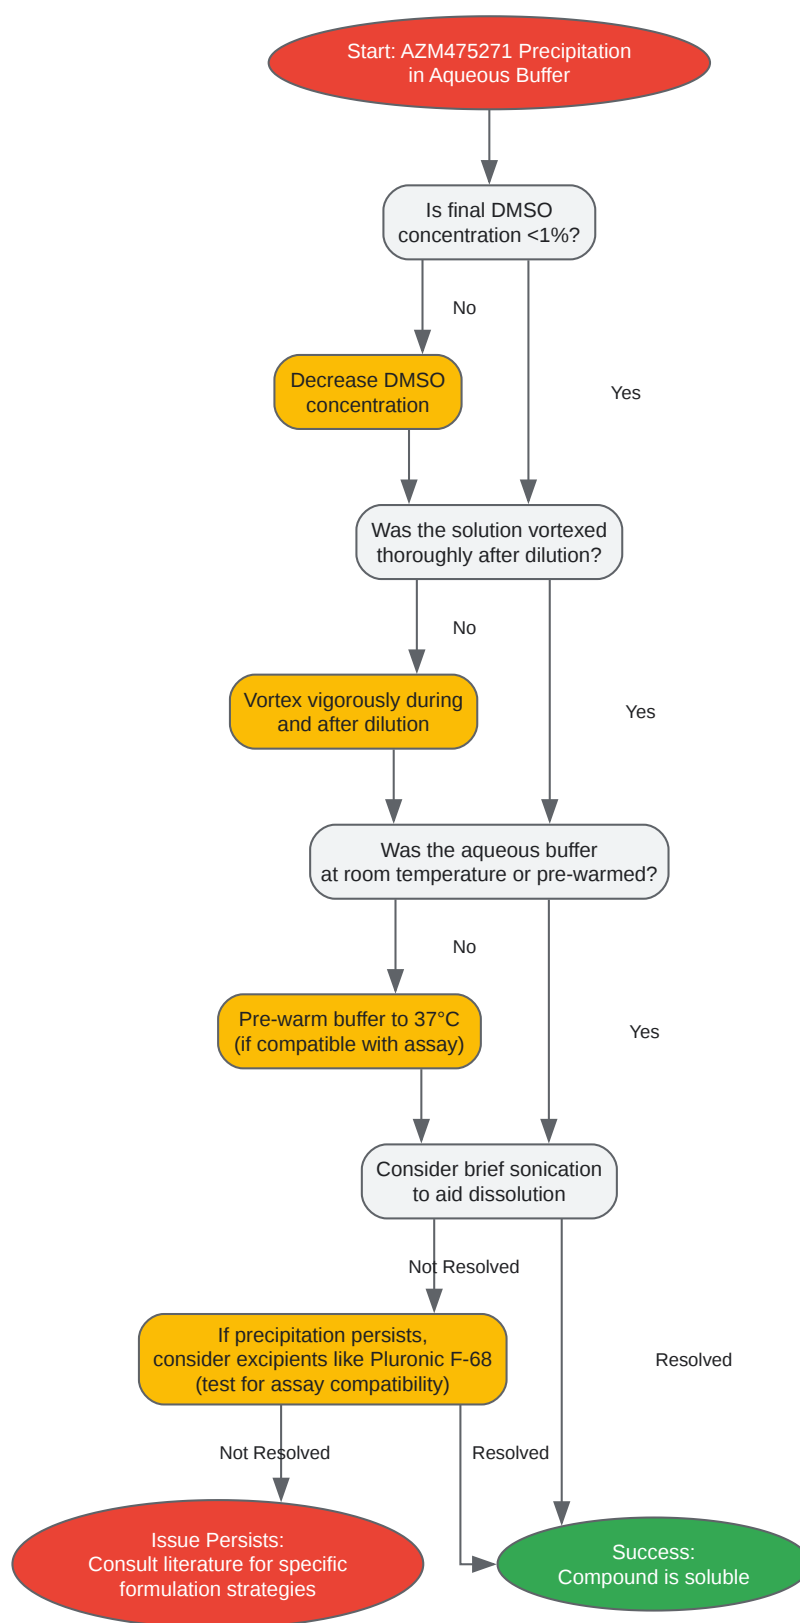 Start: AZM475271 Precipitation
in Aqueous Buffer
Is final DMSO
concentration <1%?
No
Decrease DMSO
concentration
Yes
Was the solution vortexed
thoroughly after dilution?
No
Vortex vigorously during
and after dilution
Yes
Was the aqueous buffer
at room temperature or pre-warmed?
No
Pre-warm buffer to 37°C
(if compatible with assay)
Yes
Consider brief sonication
to aid dissolution
Not Resolved
If precipitation persists,
consider excipients like Pluronic F-68
(test for assay compatibility)
Resolved
Not Resolved
Resolved
Issue Persists:
Consult literature for specific
formulation strategies
Success:
Compound is soluble